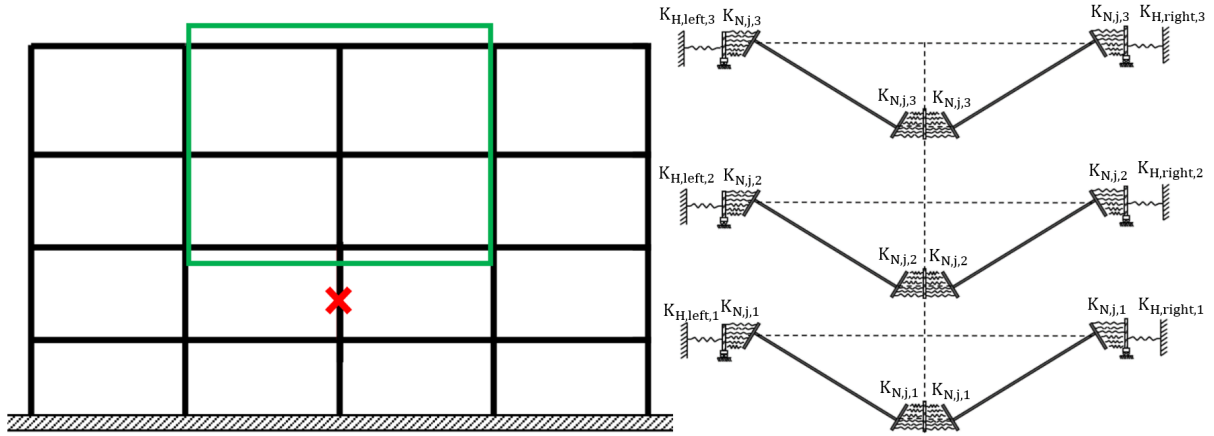 K_H,left,3 K_N,j,3 K_N,j,3 K_H,right,3
K_N,j,3 K_N,j,3
K_H,left,2 K_N,j,2 K_N,j,2 K_H,right,2
K_N,j,2 K_N,j,2
K_H,left,1 K_N,j,1 K_N,j,1 K_H,right,1
K_N,j,1 K_N,j,1